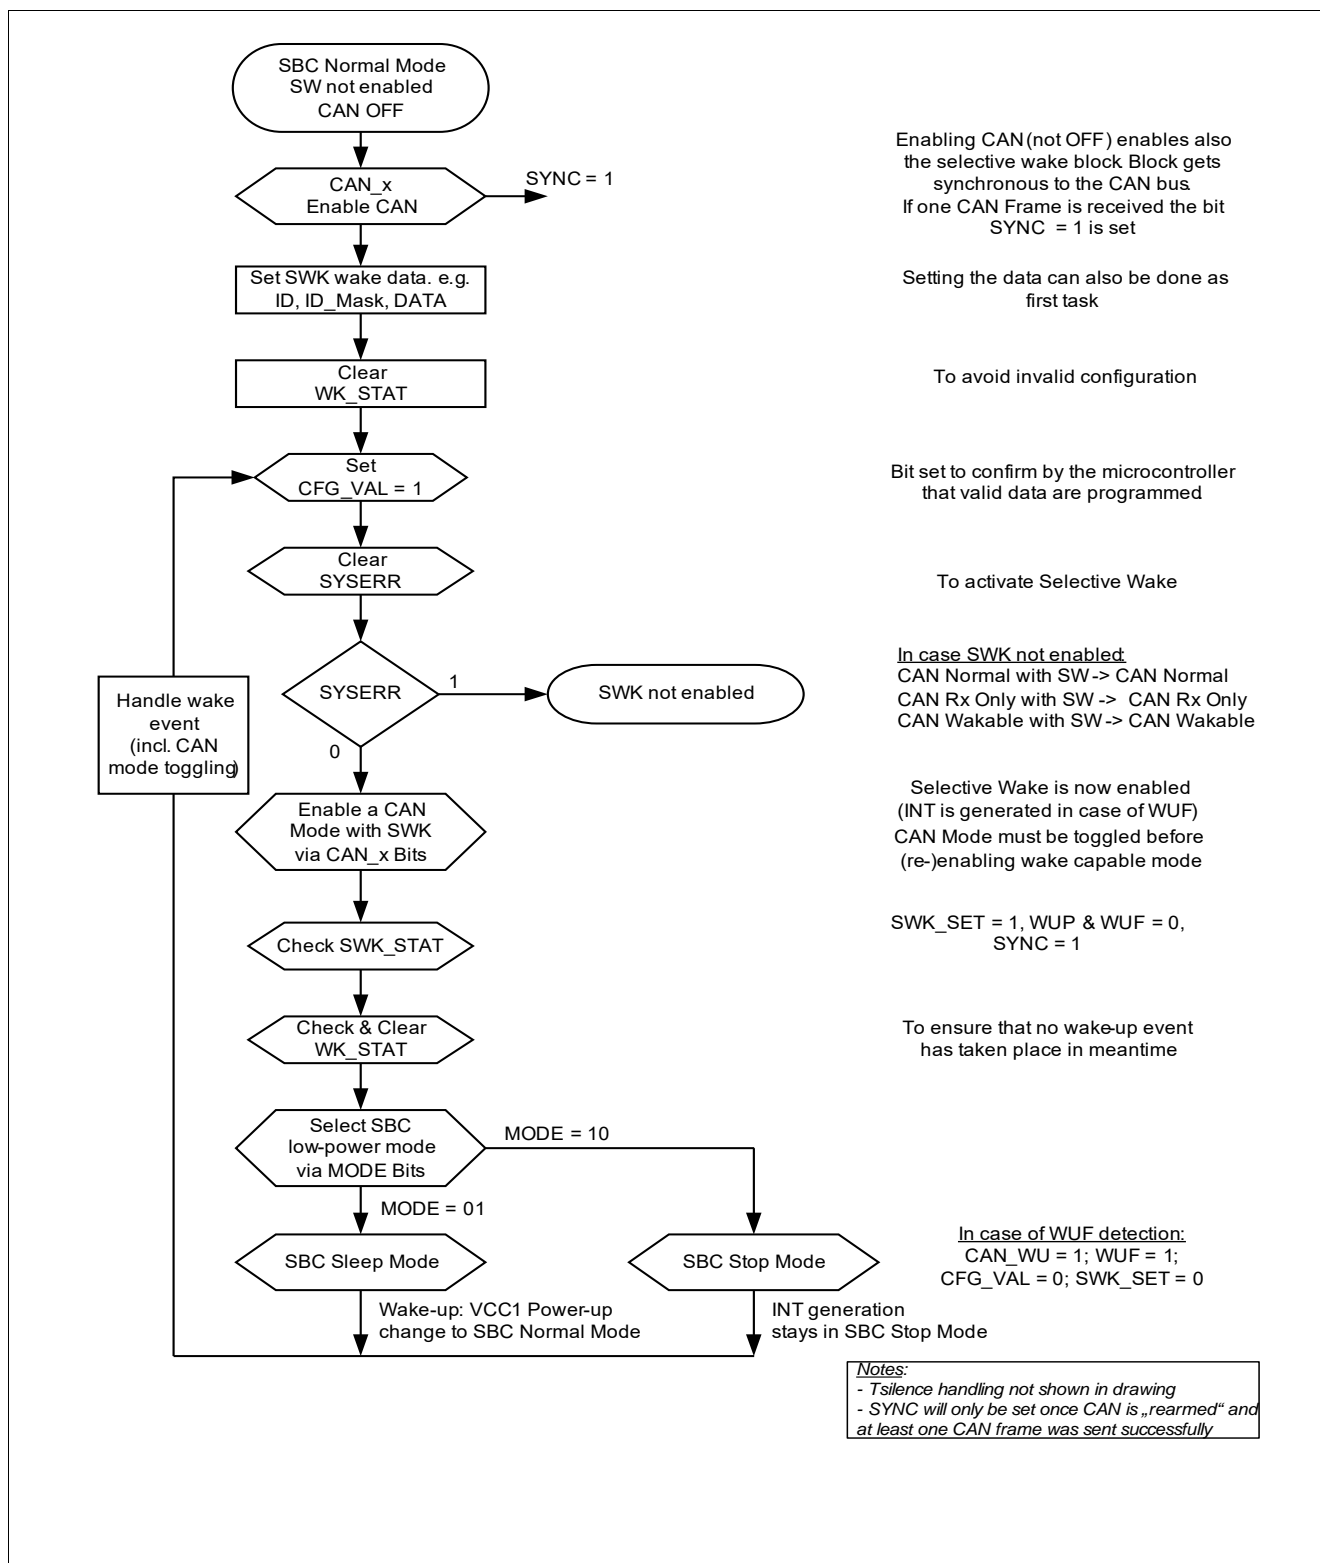 SBC Normal Mode
SW not enabled
CAN OFF
Enabling CAN (not OFF) enables also
the selective wake block. Block gets
synchronous to the CAN bus.
If one CAN Frame is received the bit
SYNC = 1 is set
CAN_x
Enable CAN
SYNC = 1
Set SWK wake data. e.g.
ID, ID_Mask, DATA
Setting the data can also be done as
first task
Clear
WK_STAT
To avoid invalid configuration
Set
CFG_VAL = 1
Bit set to confirm by the microcontroller
that valid data are programmed
Clear
SYSERR
To activate Selective Wake
SYSERR
1
0
SWK not enabled
In case SWK not enabled:
CAN Normal with SW -> CAN Normal
CAN Rx Only with SW -> CAN Rx Only
CAN Wakable with SW -> CAN Wakable
Handle wake
event
(incl. CAN
mode toggling)
Enable a CAN
Mode with SWK
via CAN_x Bits
Selective Wake is now enabled
(INT is generated in case of WUF)
CAN Mode must be toggled before
(re-)enabling wake capable mode
Check SWK_STAT
SWK_SET = 1, WUP & WUF = 0,
SYNC = 1
Check & Clear
WK_STAT
To ensure that no wake-up event
has taken place in meantime
Select SBC
low-power mode
via MODE Bits
MODE = 10
MODE = 01
SBC Sleep Mode
SBC Stop Mode
In case of WUF detection:
CAN_WU = 1; WUF = 1;
CFG_VAL = 0; SWK_SET = 0
Wake-up: VCC1 Power-up
change to SBC Normal Mode
INT generation
stays in SBC Stop Mode
Notes:
- Tsilence handling not shown in drawing
- SYNC will only be set once CAN is „rearmed“ and
at least one CAN frame was sent successfully